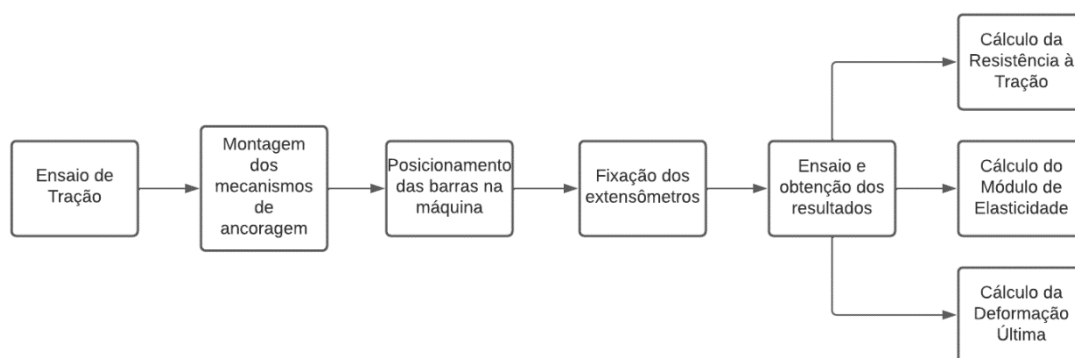 Ensaio de
Tração
Montagem
dos
mecanismos
de
ancoragem
Posicionamento
das barras na
máquina
Fixação dos
extensômetros
Ensaio e
obtenção dos
resultados
Cálculo da
Resistência à
Tração
Cálculo do
Módulo de
Elasticidade
Cálculo da
Deformação
Última